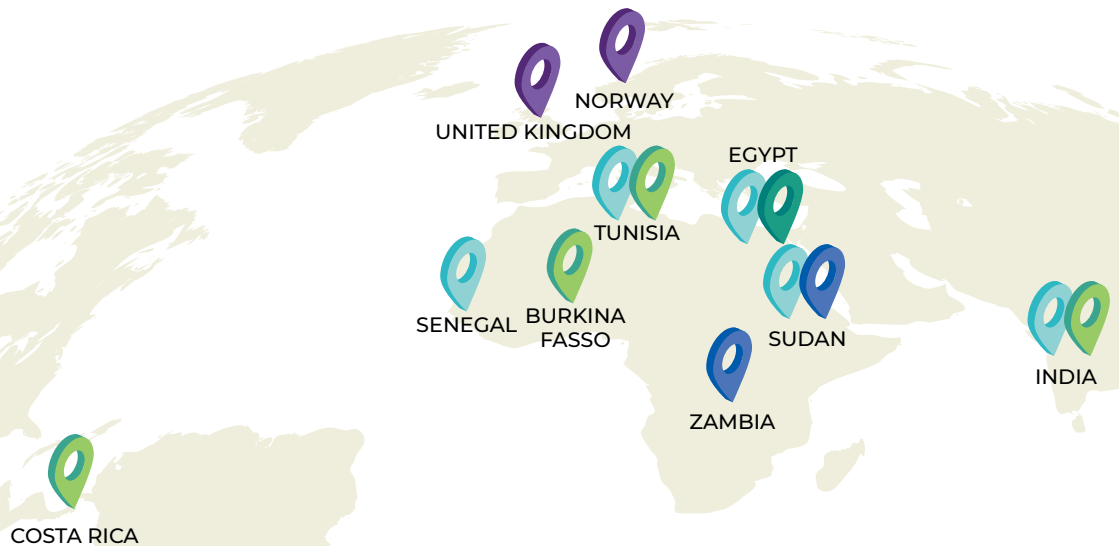 NORWAY
UNITED KINGDOM
EGYPT
TUNISIA
SENEGAL
BURKINA
FASSO
SUDAN
INDIA
ZAMBIA
COSTA RICA